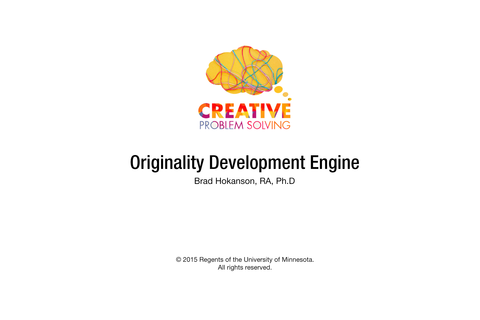 CREATIVE
PROBLEM SOLVING
Originality Development Engine
Brad Hokanson, RA, Ph.D
© 2015 Regents of the University of Minnesota.
All rights reserved.